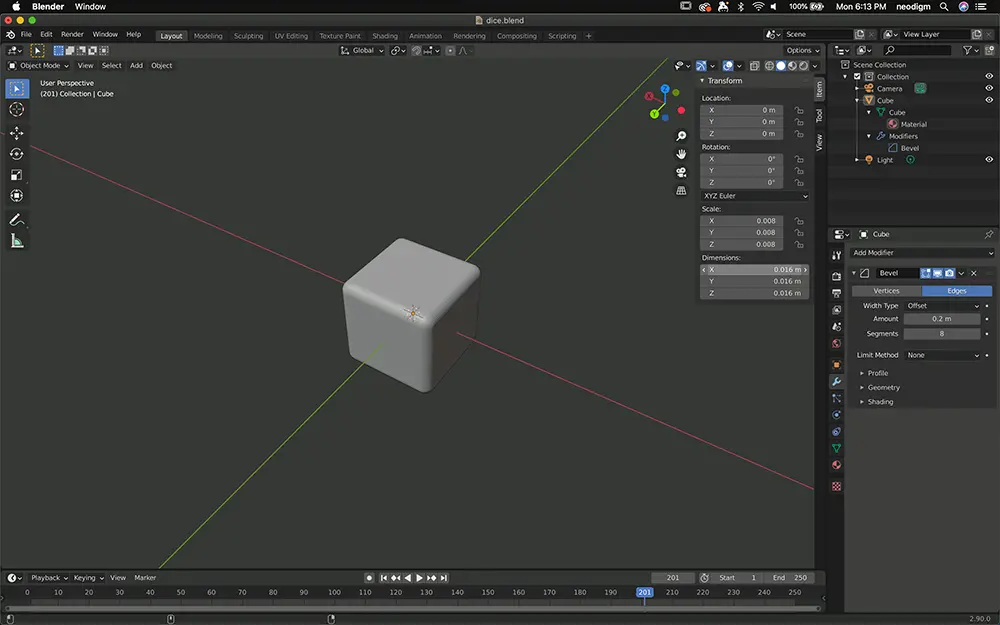 Blender Window 100% Mon 6:13 PM neodigm
dice.blend
File Edit Render Window Help Layout Modeling Sculpting UV Editing Texture Paint Shading Animation Rendering Compositing Scripting + Scene View Layer
Global Options
Object Mode View Select Add Object
User Perspective
(201) Collection | Cube
Transform
Location:
X 0 m
Y 0 m
Z 0 m
Rotation:
X 0°
Y 0°
Z 0°
XYZ Euler
Scale:
X 0.008
Y 0.008
Z 0.008
Dimensions:
X 0.016 m
Y 0.016 m
Z 0.016 m
Item
Tool
View
X
Y
Z
Scene Collection
Collection
Camera
Cube
Cube
Material
Modifiers
Bevel
Light
Cube
Add Modifier
Bevel
Vertices Edges
Width Type Offset
Amount 0.2 m
Segments 8
Limit Method None
Profile
Geometry
Shading
Playback Keying View Marker 201 Start 1 End 250
0 10 20 30 40 50 60 70 80 90 100 110 120 130 140 150 160 170 180 190 201 210 220 230 240 250
2.90.0